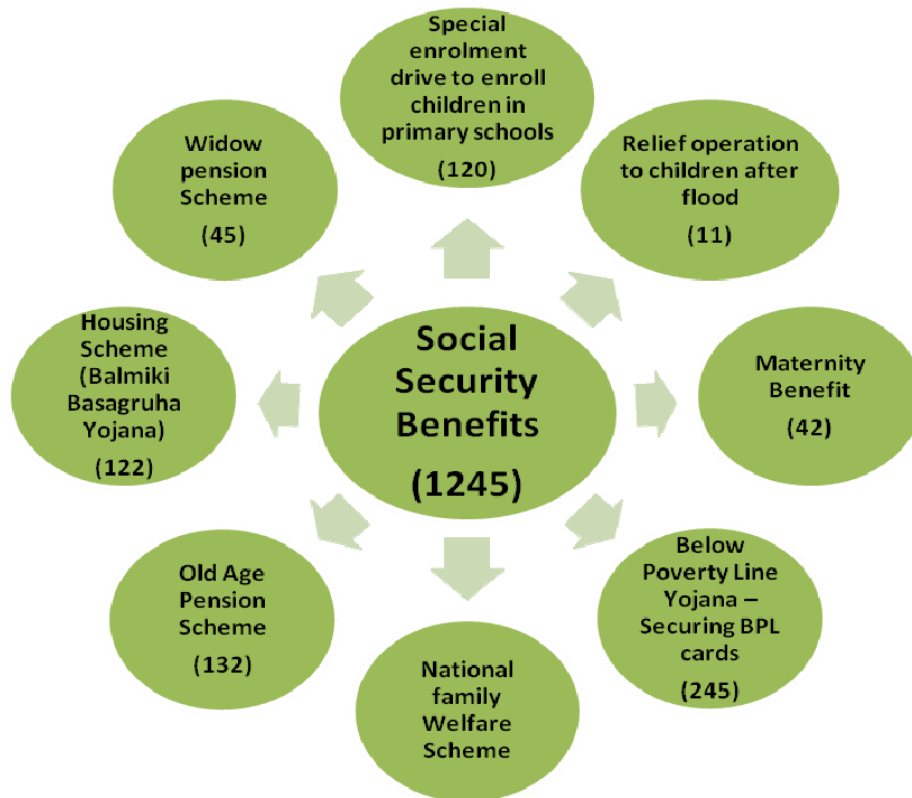 Special
enrolment
drive to enroll
children in
primary schools
(120)
Relief operation
to children after
flood
(11)
Maternity
Benefit
(42)
Below
Poverty Line
Yojana –
Securing BPL
cards
(245)
National
family
Welfare
Scheme
Old Age
Pension
Scheme
(132)
Housing
Scheme
(Balmiki
Basagruha
Yojana)
(122)
Widow
pension
Scheme
(45)
Social
Security
Benefits
(1245)